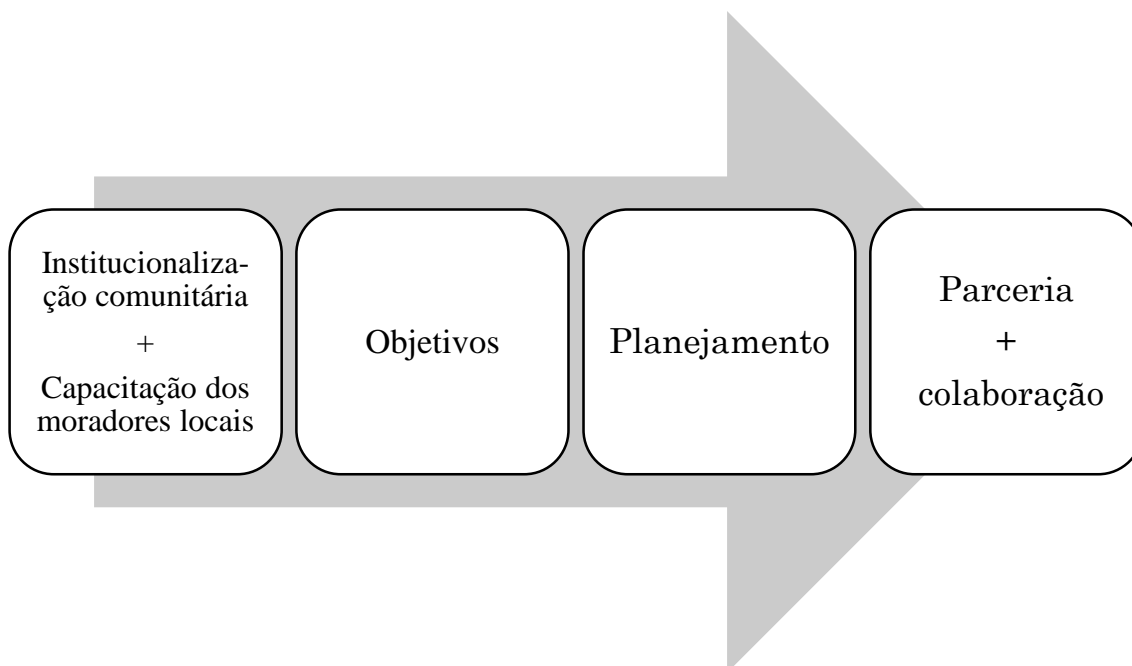 Institucionaliza-
ção comunitária
+
Capacitação dos
moradores locais
Objetivos
Planejamento
Parceria
+
colaboração